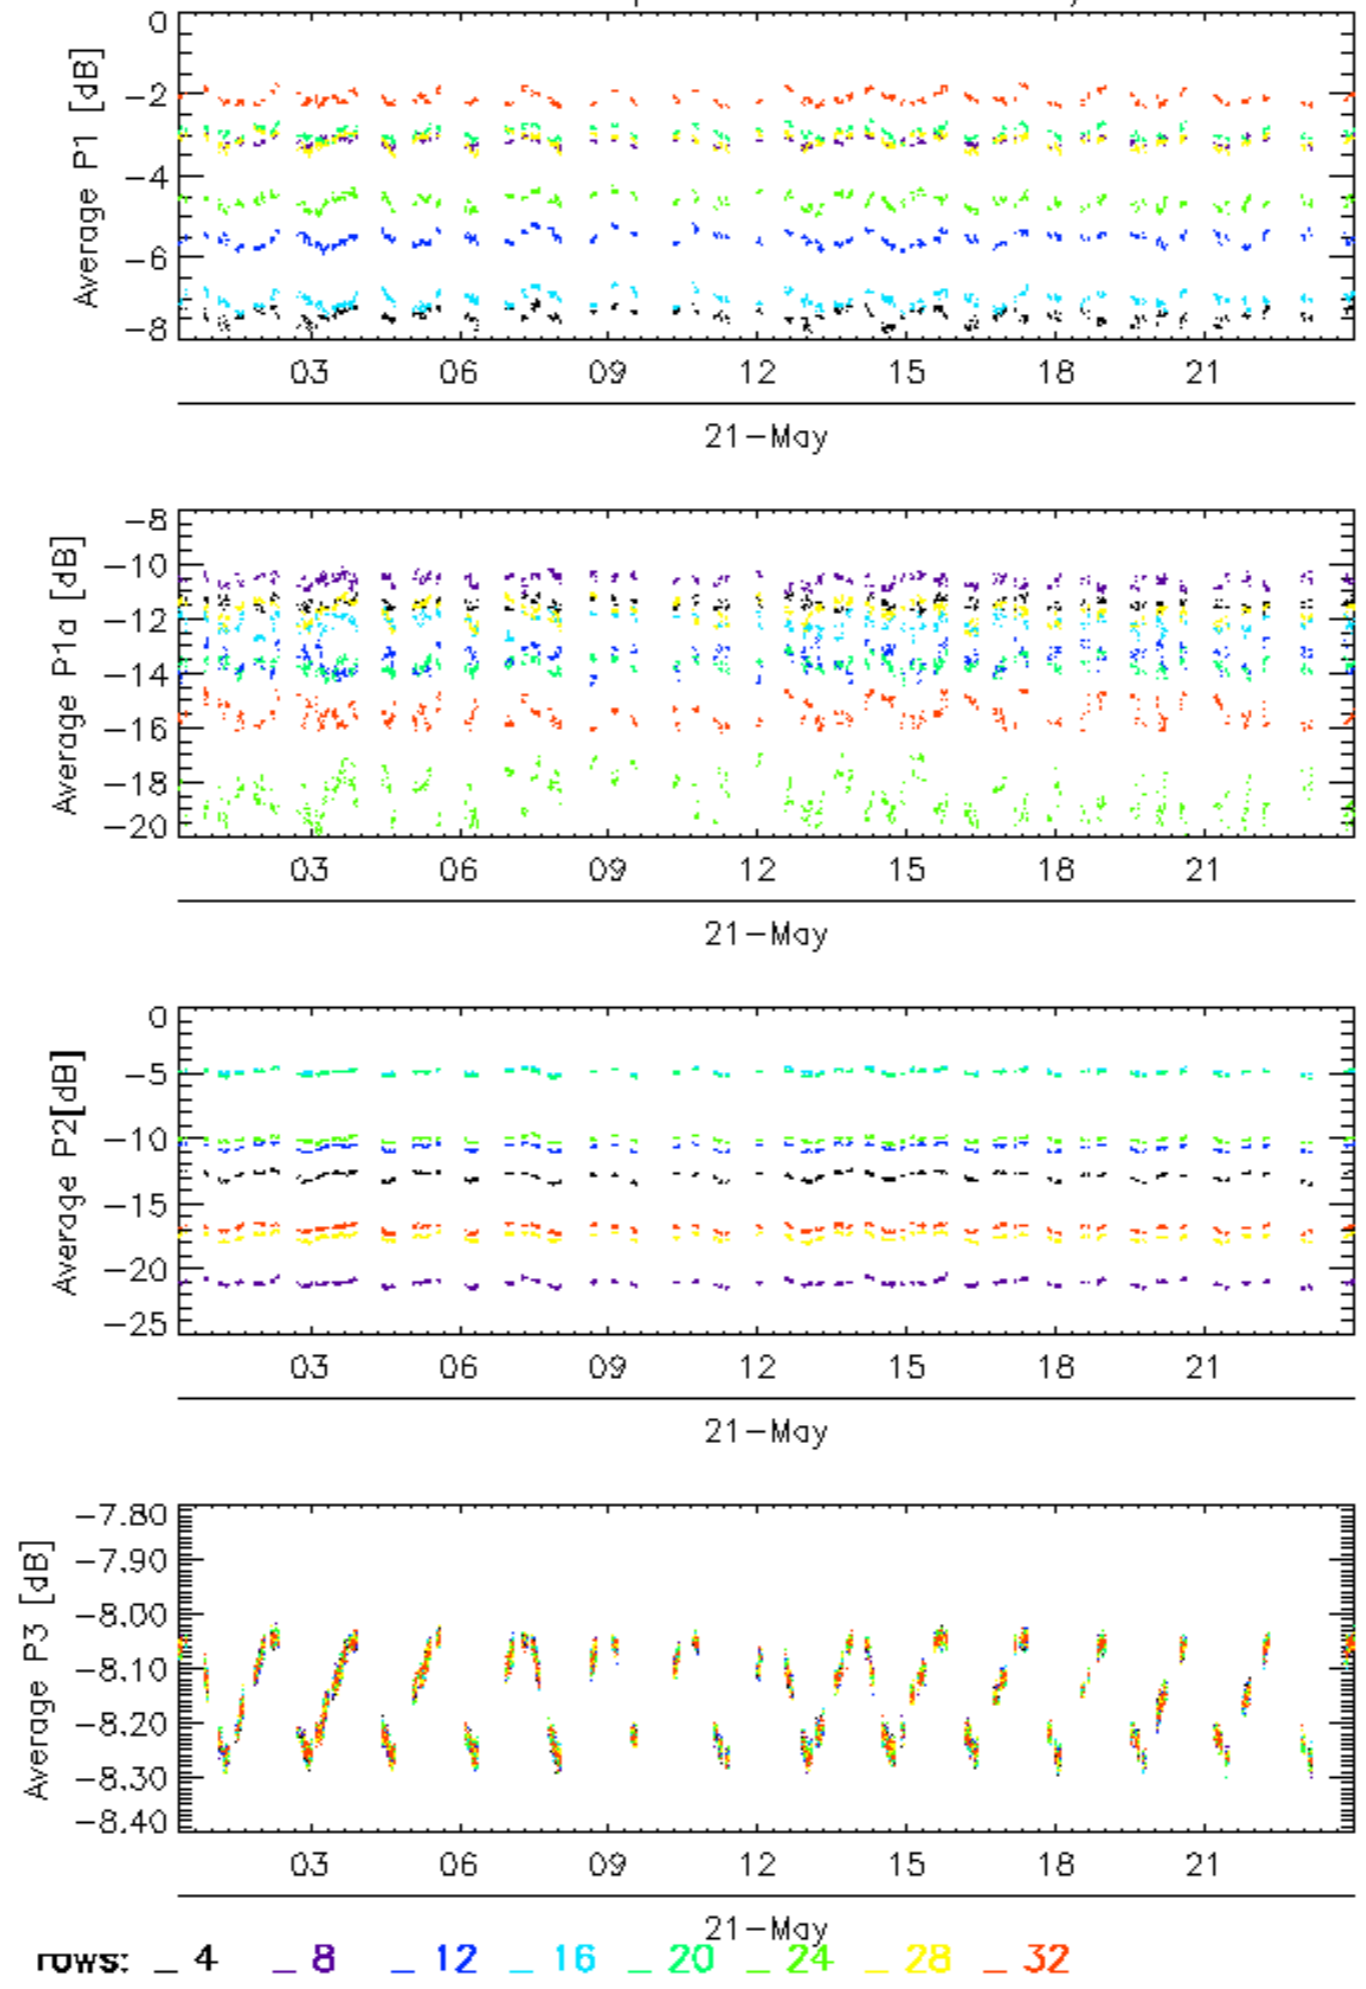 0
-2
-4
-6
-8
Average P1 [dB]
03 06 09 12 15 18 21
21-May
-8
-10
-12
-14
-16
-18
-20
Average P1a [dB]
03 06 09 12 15 18 21
21-May
0
-5
-10
-15
-20
-25
Average P2[dB]
03 06 09 12 15 18 21
21-May
-7.80
-7.90
-8.00
-8.10
-8.20
-8.30
-8.40
Average P3 [dB]
03 06 09 12 15 18 21
21-May
rows: _ 4 _ 8 _ 12 _ 16 _ 20 _ 24 _ 28 _ 32